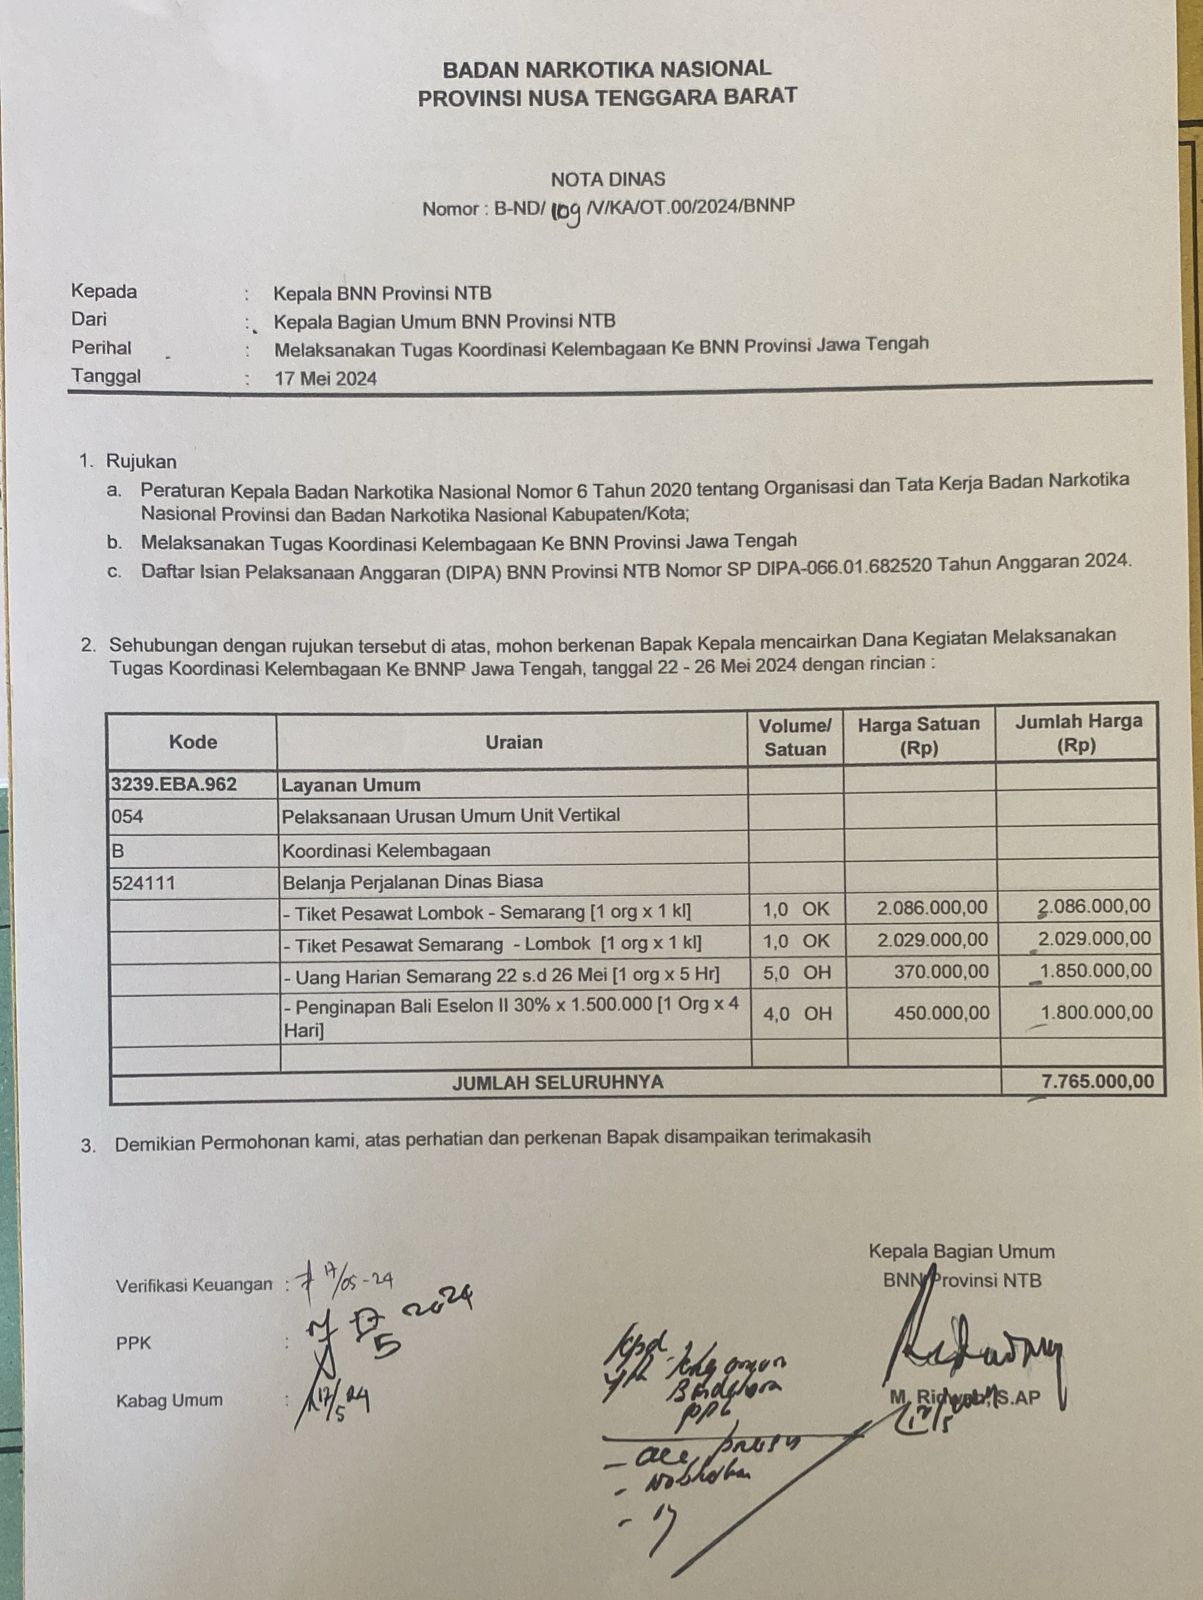 BADAN NARKOTIKA NASIONAL
PROVINSI NUSA TENGGARA BARAT
NOTA DINAS
Nomor : B-ND/ 109 /V/KA/OT.00/2024/BNNP
Kepada : Kepala BNN Provinsi NTB
Dari : Kepala Bagian Umum BNN Provinsi NTB
Perihal : Melaksanakan Tugas Koordinasi Kelembagaan Ke BNN Provinsi Jawa Tengah
Tanggal : 17 Mei 2024
1. Rujukan
a. Peraturan Kepala Badan Narkotika Nasional Nomor 6 Tahun 2020 tentang Organisasi dan Tata Kerja Badan Narkotika
Nasional Provinsi dan Badan Narkotika Nasional Kabupaten/Kota;
b. Melaksanakan Tugas Koordinasi Kelembagaan Ke BNN Provinsi Jawa Tengah
c. Daftar Isian Pelaksanaan Anggaran (DIPA) BNN Provinsi NTB Nomor SP DIPA-066.01.682520 Tahun Anggaran 2024.
2. Sehubungan dengan rujukan tersebut di atas, mohon berkenan Bapak Kepala mencairkan Dana Kegiatan Melaksanakan
Tugas Koordinasi Kelembagaan Ke BNNP Jawa Tengah, tanggal 22 - 26 Mei 2024 dengan rincian :
Kode Uraian Volume/ Satuan Harga Satuan (Rp) Jumlah Harga (Rp)
3239.EBA.962 Layanan Umum
054 Pelaksanaan Urusan Umum Unit Vertikal
B Koordinasi Kelembagaan
524111 Belanja Perjalanan Dinas Biasa
- Tiket Pesawat Lombok - Semarang [1 org x 1 kl] 1,0 OK 2.086.000,00 2.086.000,00
- Tiket Pesawat Semarang - Lombok [1 org x 1 kl] 1,0 OK 2.029.000,00 2.029.000,00
- Uang Harian Semarang 22 s.d 26 Mei [1 org x 5 Hr] 5,0 OH 370.000,00 1.850.000,00
- Penginapan Bali Eselon II 30% x 1.500.000 [1 Org x 4 Hari] 4,0 OH 450.000,00 1.800.000,00
JUMLAH SELURUHNYA 7.765.000,00
3. Demikian Permohonan kami, atas perhatian dan perkenan Bapak disampaikan terimakasih
Kepala Bagian Umum
BNN Provinsi NTB
Verifikasi Keuangan : 17/05-24
PPK : 17 2024
5
Kabag Umum : 17/5 24
M. Ridwan, S.AP